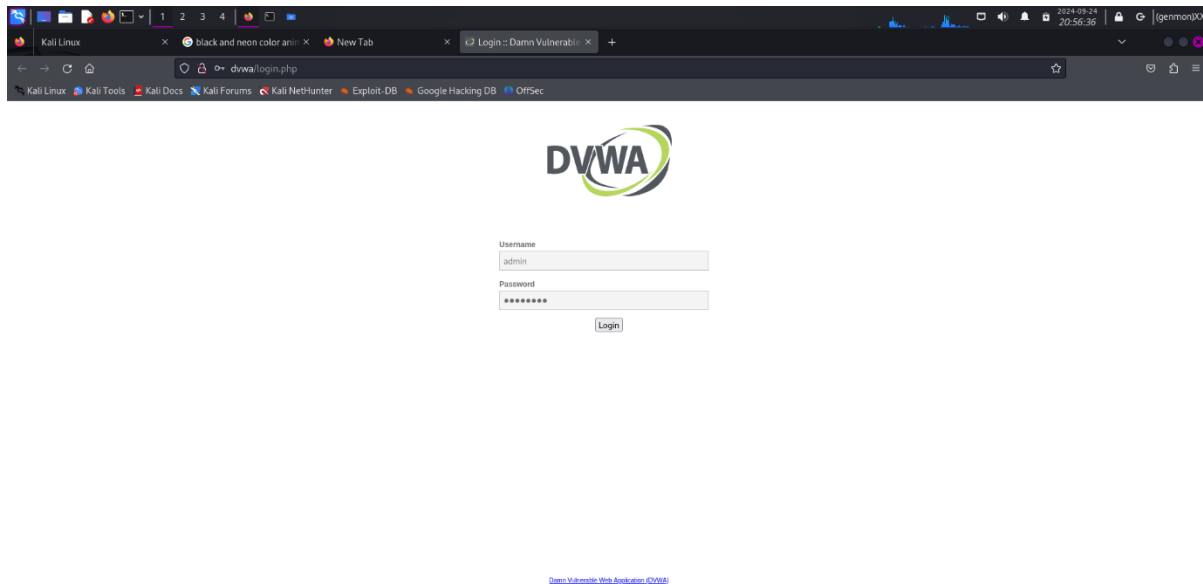 1 2 3 4
2024-09-24
20:56:36
(genmon)XX
Kali Linux
black and neon color anim
New Tab
Login :: Damn Vulnerable
dvwa/login.php
Kali Linux Kali Tools Kali Docs Kali Forums Kali NetHunter Exploit-DB Google Hacking DB OffSec
DVWA
Username
admin
Password
Login
Damn Vulnerable Web Application (DVWA)